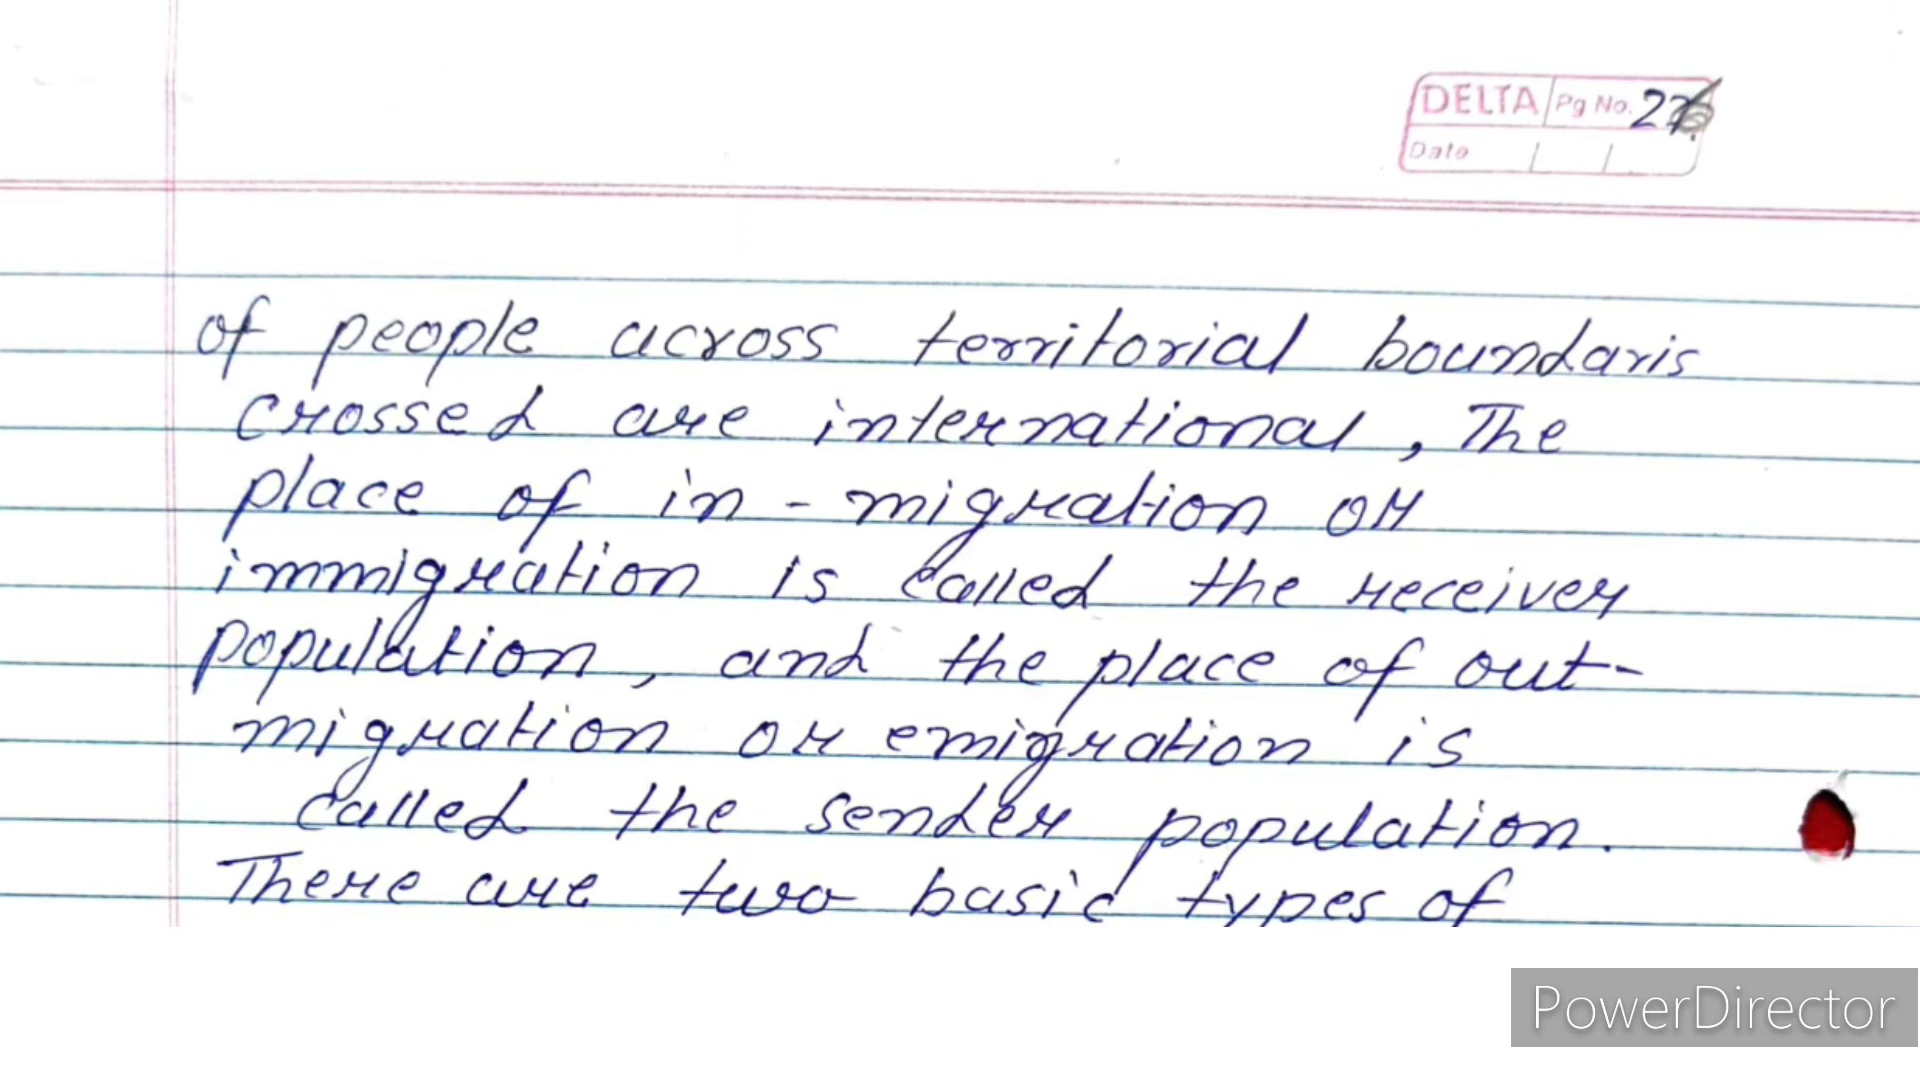 DELTA Pg No.
Date
of people across territorial boundaris
crossed are international, The
place of in-migration or
immigration is called the receiver
population, and the place of out-
migration or emigration is
called the sender population.
There are two basic types of
PowerDirector